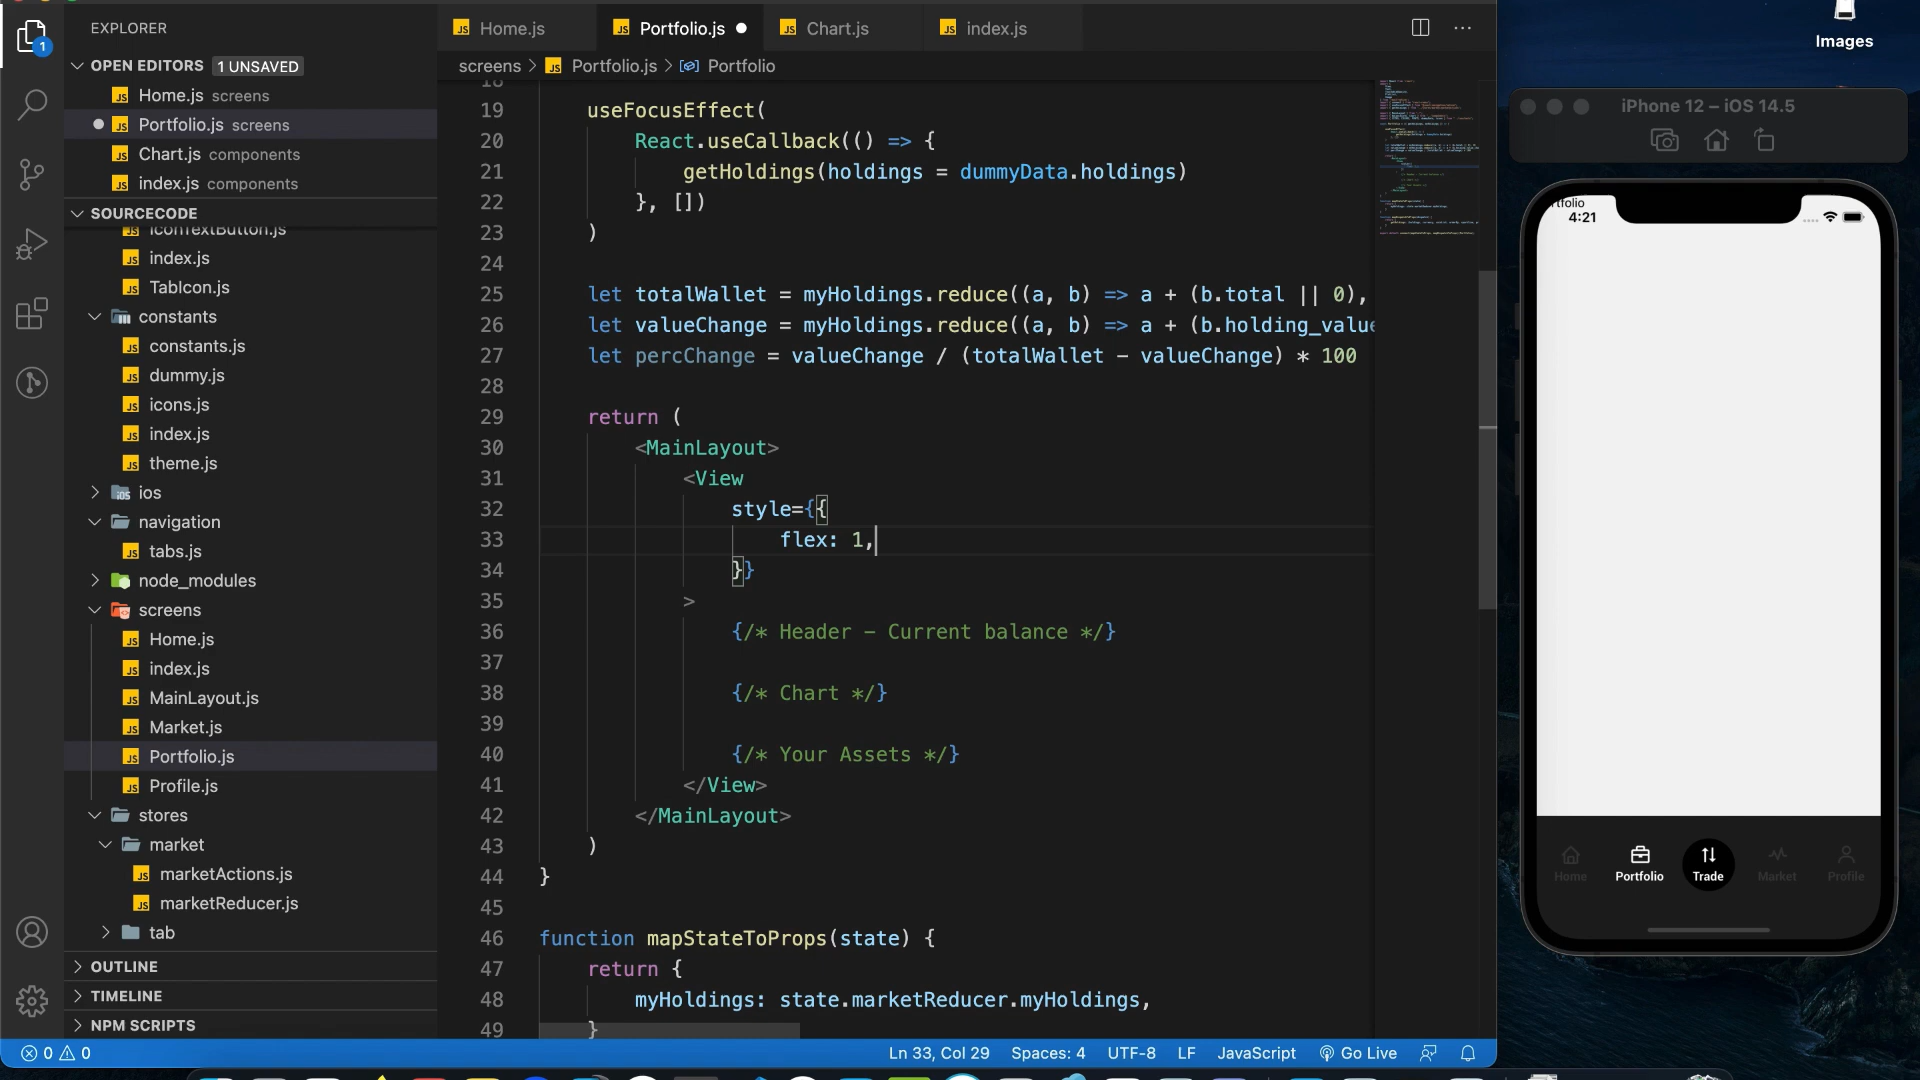 EXPLORER
OPEN EDITORS 1 UNSAVED
Home.js screens
Portfolio.js screens
Chart.js components
index.js components
SOURCECODE
IconTextButton.js
index.js
TabIcon.js
constants
constants.js
dummy.js
icons.js
index.js
theme.js
ios
navigation
tabs.js
node_modules
screens
Home.js
index.js
MainLayout.js
Market.js
Portfolio.js
Profile.js
stores
market
marketActions.js
marketReducer.js
tab
OUTLINE
TIMELINE
NPM SCRIPTS
1
Home.js Portfolio.js Chart.js index.js
screens > Portfolio.js > Portfolio
18
19 useFocusEffect(
20 React.useCallback(() => {
21 getHoldings(holdings = dummyData.holdings)
22 }, [])
23 )
24
25 let totalWallet = myHoldings.reduce((a, b) => a + (b.total || 0),
26 let valueChange = myHoldings.reduce((a, b) => a + (b.holding_value
27 let percChange = valueChange / (totalWallet - valueChange) * 100
28
29 return (
30 <MainLayout>
31 <View
32 style={{
33 flex: 1,
34 }}
35 >
36 {/* Header - Current balance */}
37
38 {/* Chart */}
39
40 {/* Your Assets */}
41 </View>
42 </MainLayout>
43 )
44 }
45
46 function mapStateToProps(state) {
47 return {
48 myHoldings: state.marketReducer.myHoldings,
49 }
0 0 Ln 33, Col 29 Spaces: 4 UTF-8 LF JavaScript Go Live
Images
iPhone 12 – iOS 14.5
rtfolio
4:21
Home Portfolio Trade Market Profile